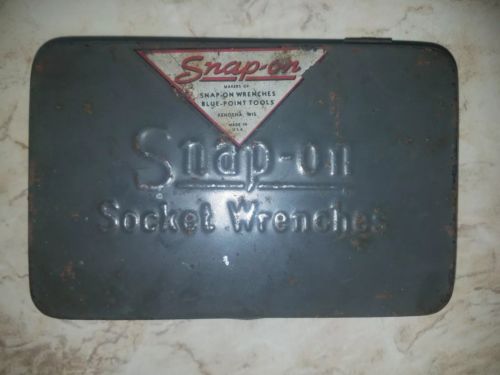 Snap-on
MAKERS OF
SNAP-ON WRENCHES
BLUE-POINT TOOLS
KENOSHA, WIS.
MADE IN
U.S.A.
Snap-on
Socket Wrenches